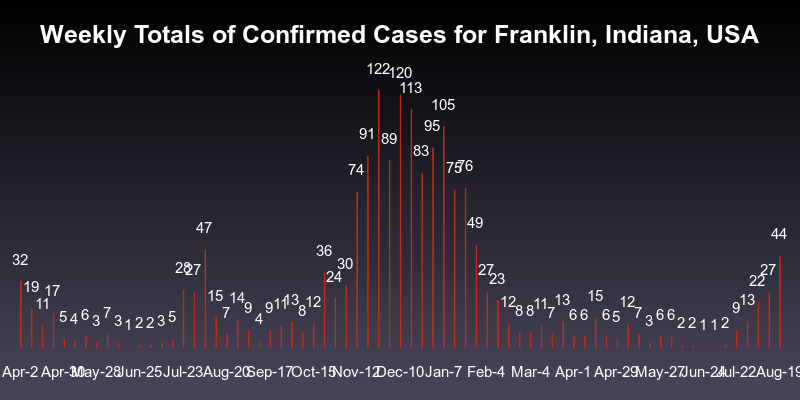 Weekly Totals of Confirmed Cases for Franklin, Indiana, USA
32 19 11 17 5 4 6 3 7 3 1 2 2 3 5 28 27 47 15 7 14 9 4 9 11 13 8 12 36 24 30 74 91 122 89 120 113 83 95 105 75 76 49 27 23 12 8 8 11 7 13 6 6 15 6 5 12 7 3 6 6 2 2 1 1 2 9 13 22 27 44
Apr-2 Apr-30 May-28 Jun-25 Jul-23 Aug-20 Sep-17 Oct-15 Nov-12 Dec-10 Jan-7 Feb-4 Mar-4 Apr-1 Apr-29 May-27 Jun-24 Jul-22 Aug-19